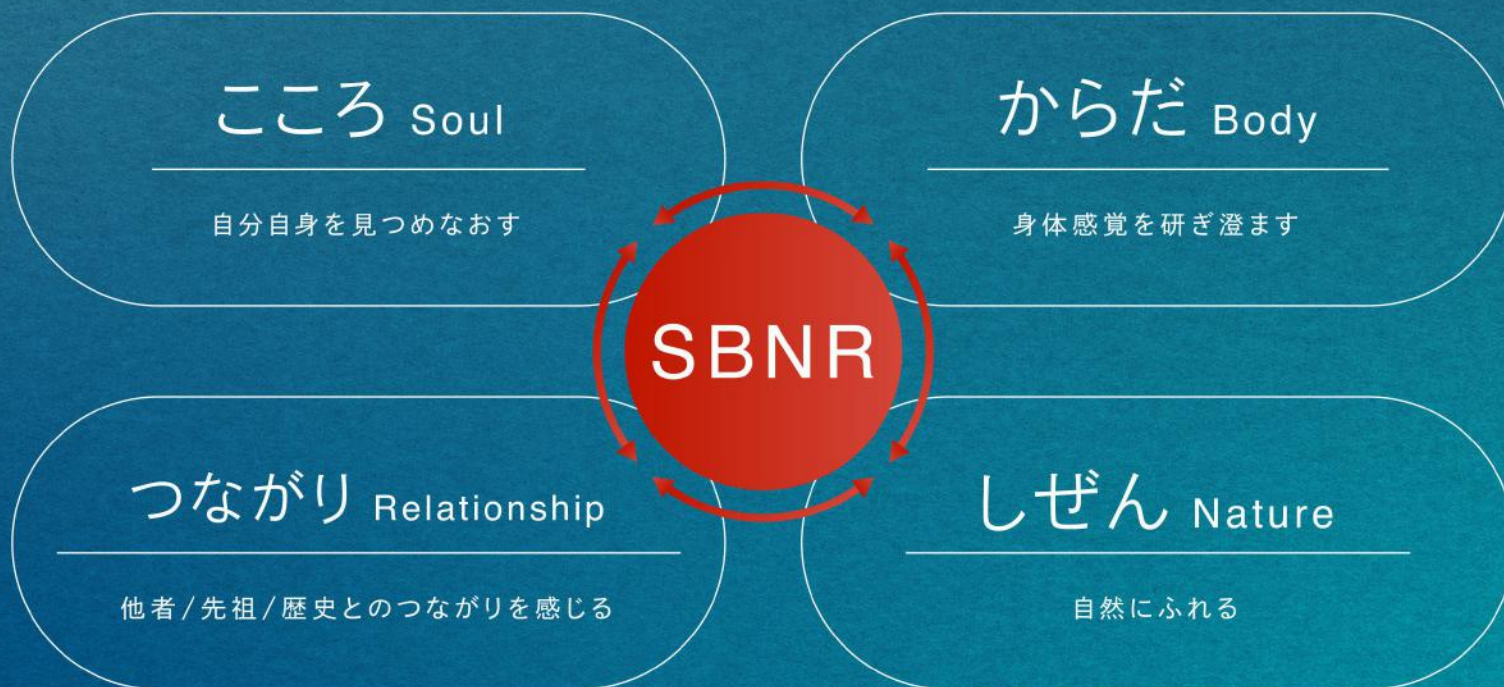 こころ Soul
自分自身を見つめなおす
からだ Body
身体感覚を研ぎ澄ます
SBNR
つながり Relationship
他者/先祖/歴史とのつながりを感じる
しぜん Nature
自然にふれる